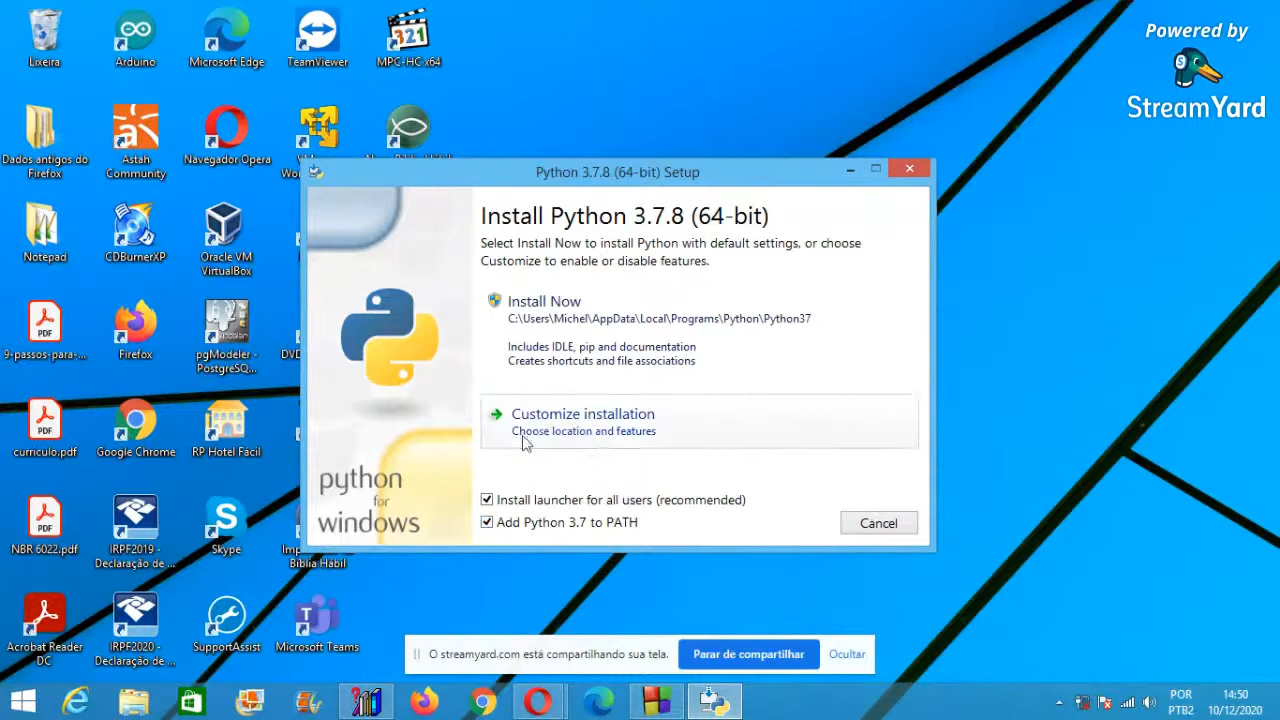 Lixeira
Arduino
Microsoft Edge
TeamViewer
321
MPC-HC x64
Powered by
S
StreamYard
Dados antigos do
Firefox
Astah
Community
Navegador Opera
Notepad
CDBurnerXP
Oracle VM
VirtualBox
PDF
9-passos-para-...
Firefox
pgModeler -
PostgreSQ...
PDF
curriculo.pdf
Google Chrome
RP Hotel Fácil
PDF
NBR 6022.pdf
IRPF2019 -
Declaração de ...
Skype
Bíblia Hábil
Acrobat Reader
DC
IRPF2020 -
Declaração de ...
SupportAssist
Microsoft Teams
Python 3.7.8 (64-bit) Setup
Install Python 3.7.8 (64-bit)
Select Install Now to install Python with default settings, or choose
Customize to enable or disable features.
Install Now
C:\Users\Michel\AppData\Local\Programs\Python\Python37
Includes IDLE, pip and documentation
Creates shortcuts and file associations
Customize installation
Choose location and features
python
for
windows
Install launcher for all users (recommended)
Add Python 3.7 to PATH
Cancel
O streamyard.com está compartilhando sua tela.
Parar de compartilhar
Ocultar
POR
PTB2
14:50
10/12/2020